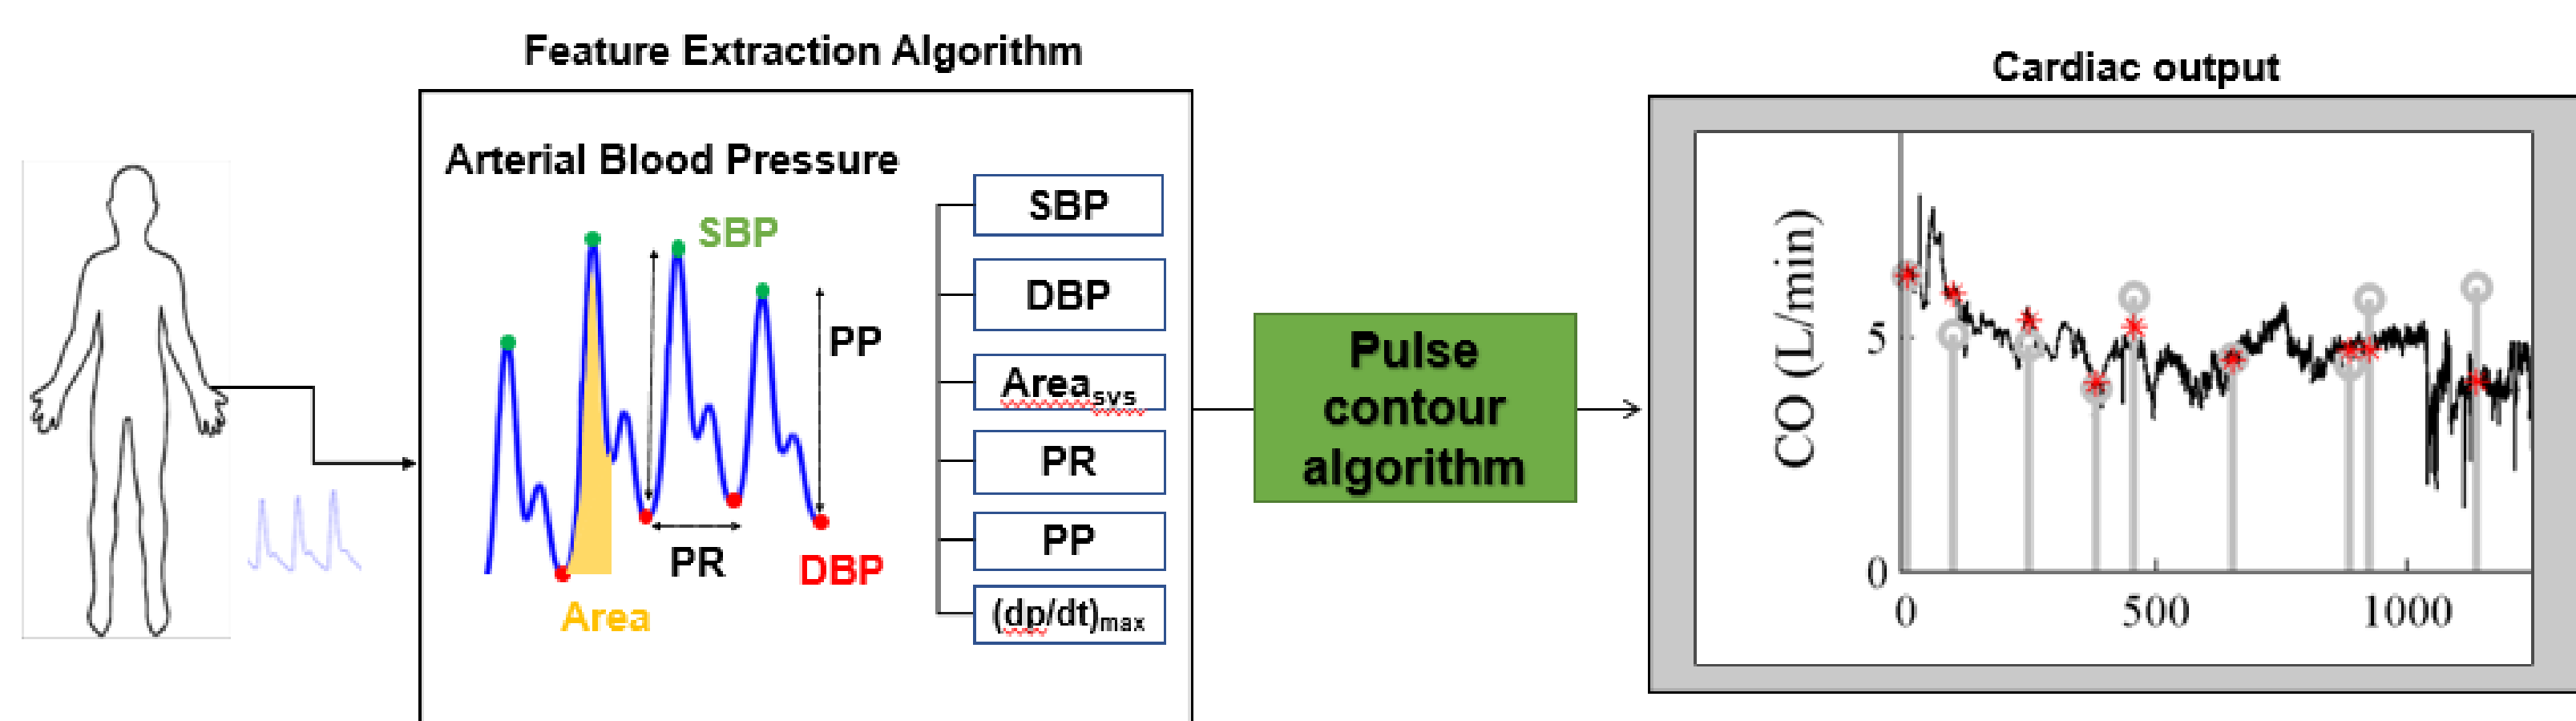 Feature Extraction Algorithm
Cardiac output
Arterial Blood Pressure
SBP
PP
PR
DBP
Area
SBP
DBP
Areasvs
PR
PP
(dp/dt)max
Pulse
contour
algorithm
CO (L/min)
5
0
0 500 1000